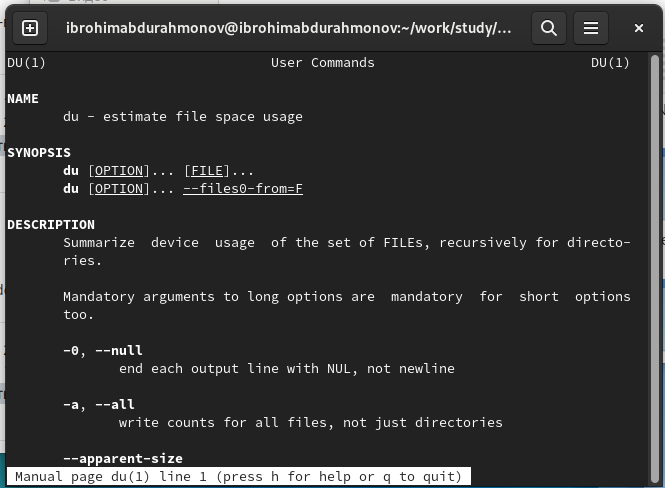 ibrohimabdurahmonov@ibrohimabdurahmonov:~/work/study/...
DU(1) User Commands DU(1)
NAME
du - estimate file space usage
SYNOPSIS
du [OPTION]... [FILE]...
du [OPTION]... --files0-from=F
DESCRIPTION
Summarize device usage of the set of FILEs, recursively for directo-
ries.
Mandatory arguments to long options are mandatory for short options
too.
-0, --null
end each output line with NUL, not newline
-a, --all
write counts for all files, not just directories
--apparent-size
Manual page du(1) line 1 (press h for help or q to quit)